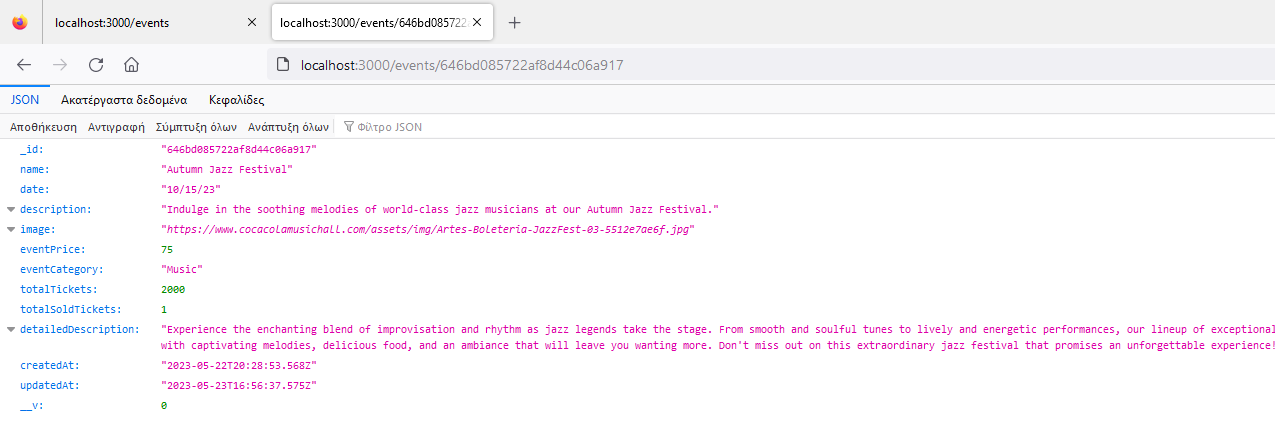 localhost:3000/events
localhost:3000/events/646bd085722
localhost:3000/events/646bd085722af8d44c06a917
JSON Ακατέργαστα δεδομένα Κεφαλίδες
Αποθήκευση Αντιγραφή Σύμπτυξη όλων Ανάπτυξη όλων Φίλτρο JSON
_id: "646bd085722af8d44c06a917"
name: "Autumn Jazz Festival"
date: "10/15/23"
description: "Indulge in the soothing melodies of world-class jazz musicians at our Autumn Jazz Festival."
image: "https://www.cocacolamusichall.com/assets/img/Artes-Boleteria-JazzFest-03-5512e7ae6f.jpg"
eventPrice: 75
eventCategory: "Music"
totalTickets: 2000
totalSoldTickets: 1
detailedDescription: "Experience the enchanting blend of improvisation and rhythm as jazz legends take the stage. From smooth and soulful tunes to lively and energetic performances, our lineup of exceptional
with captivating melodies, delicious food, and an ambiance that will leave you wanting more. Don't miss out on this extraordinary jazz festival that promises an unforgettable experience!
createdAt: "2023-05-22T20:28:53.568Z"
updatedAt: "2023-05-23T16:56:37.575Z"
__v: 0